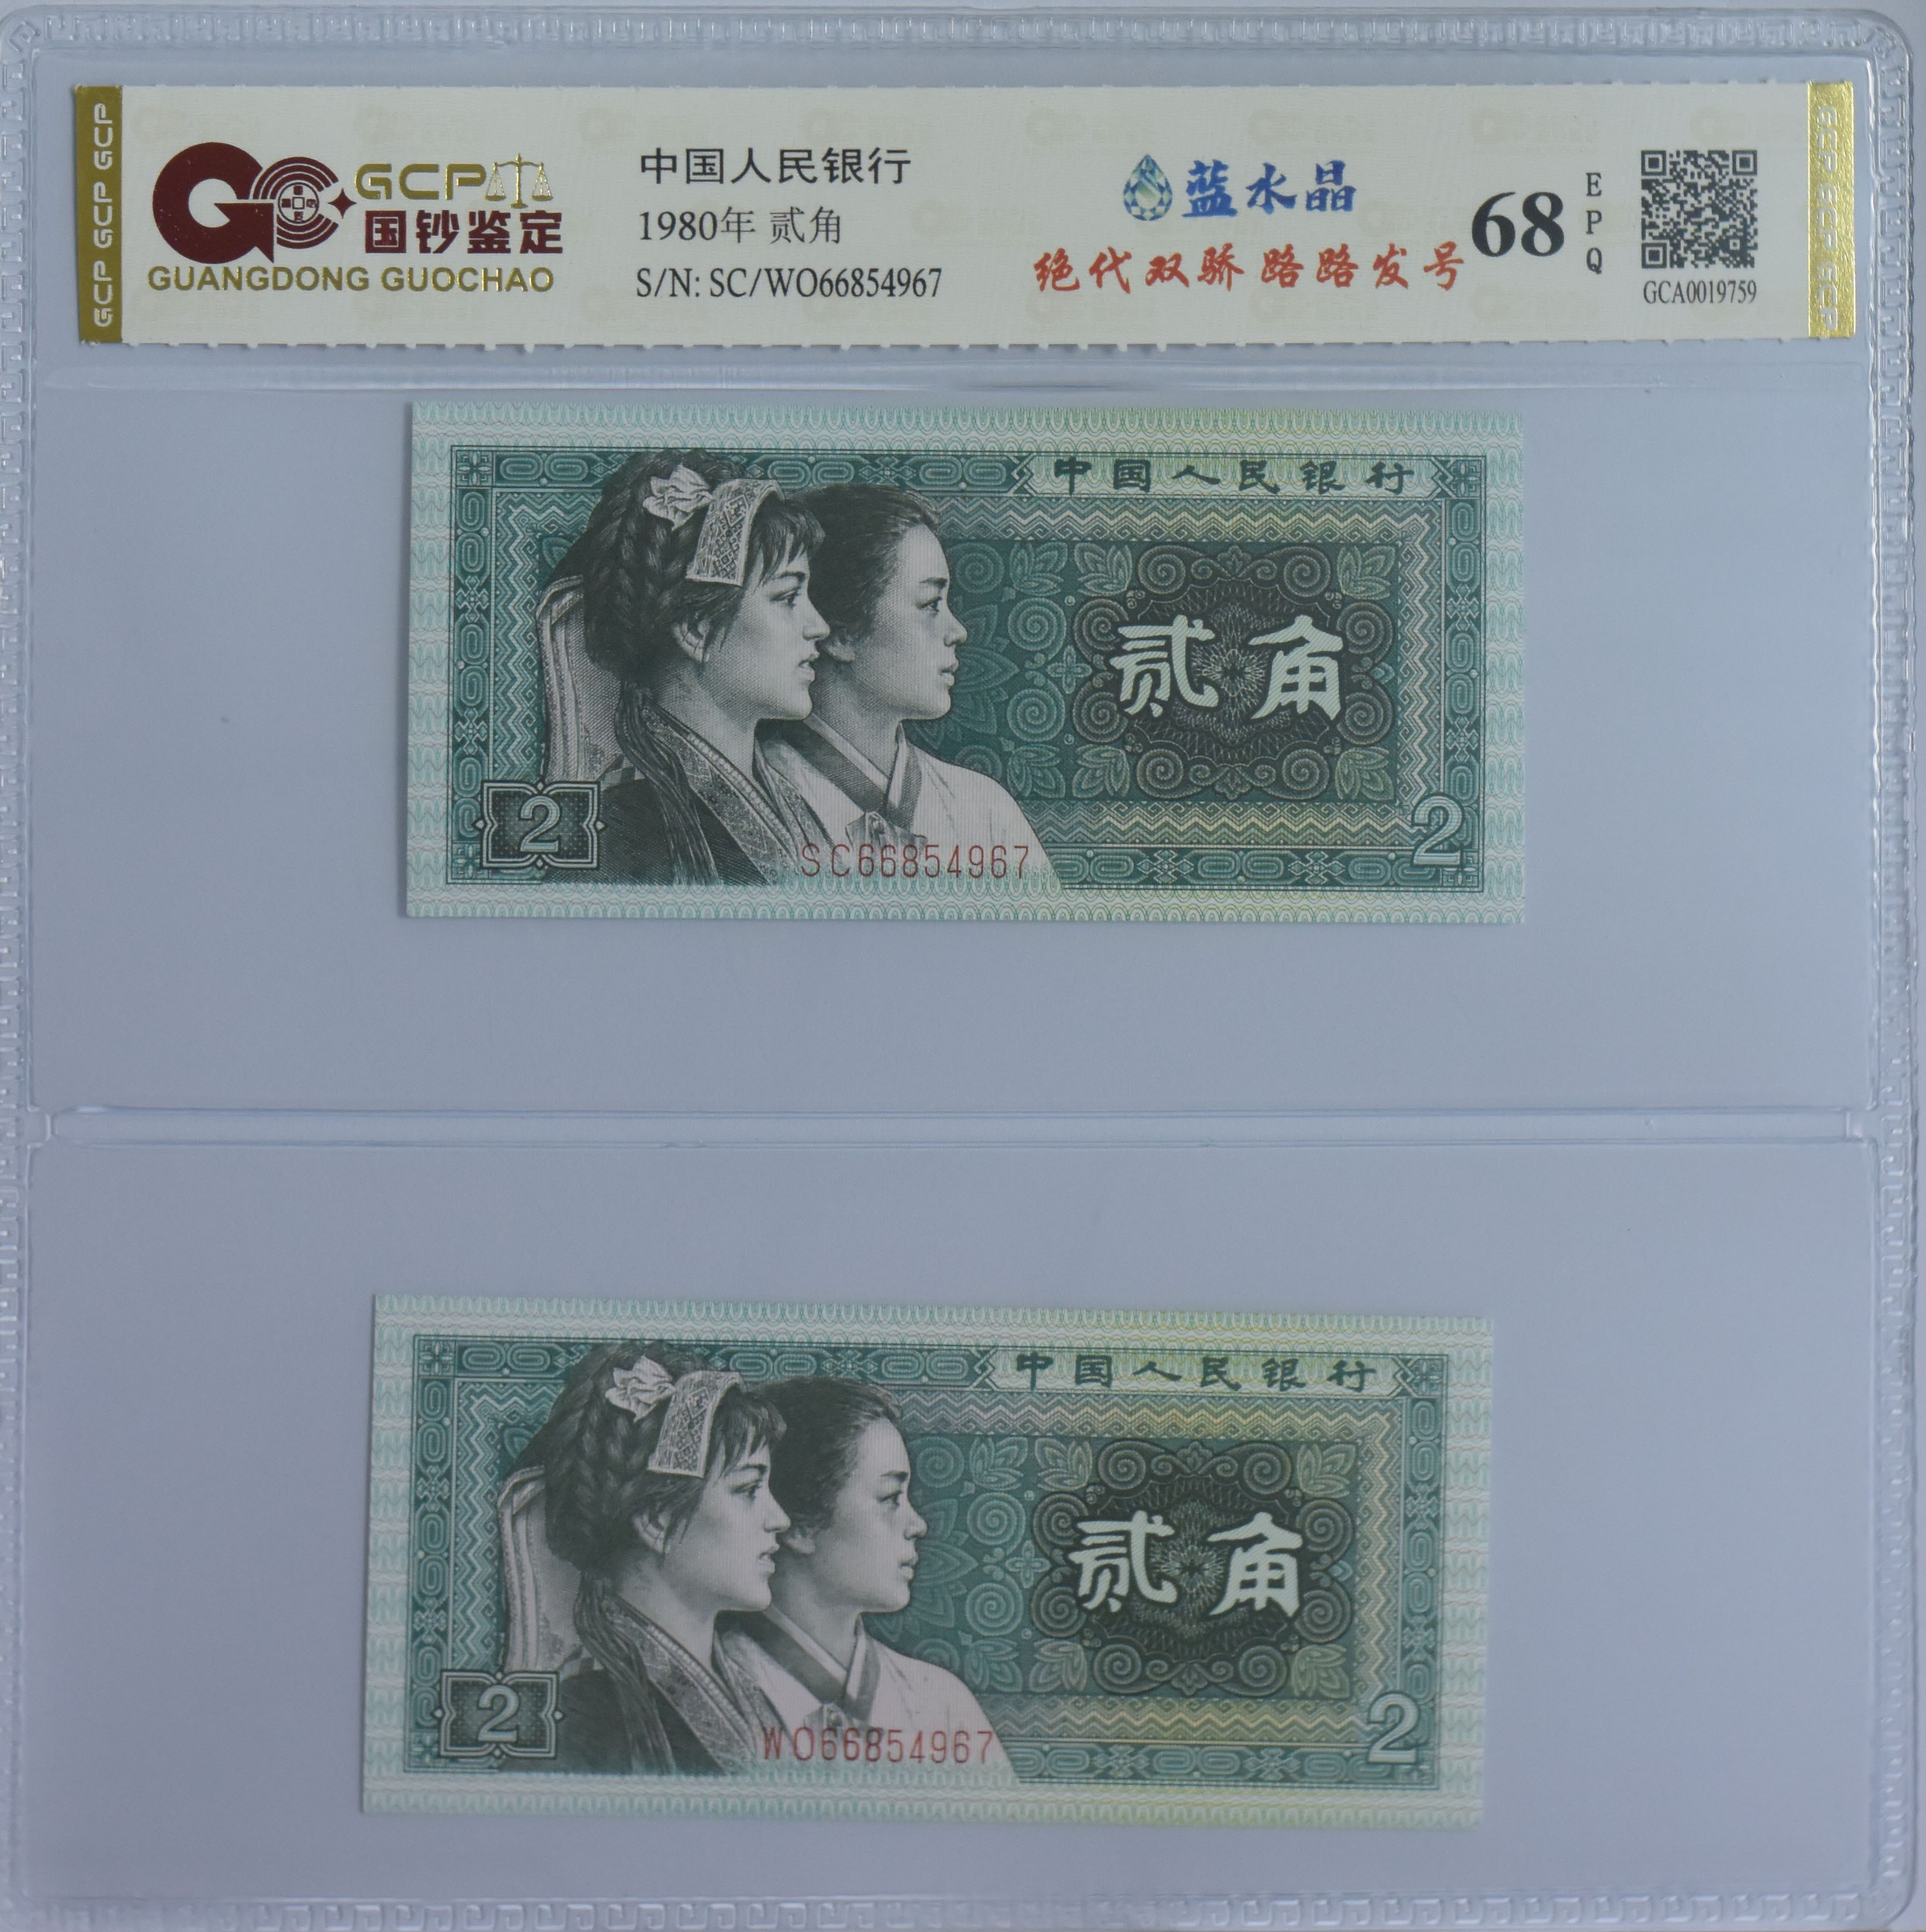 GCP GCP GCP
GCP
国钞鉴定
GUANGDONG GUOCHAO
中国人民银行
1980年 贰角
S/N: SC/WO66854967
蓝水晶
绝代双骄 路路发号
68
EPQ
GCA0019759
GCP GCP GCP
中国人民银行
贰角
2
2
SC66854967
中国人民银行
贰角
2
2
WO66854967